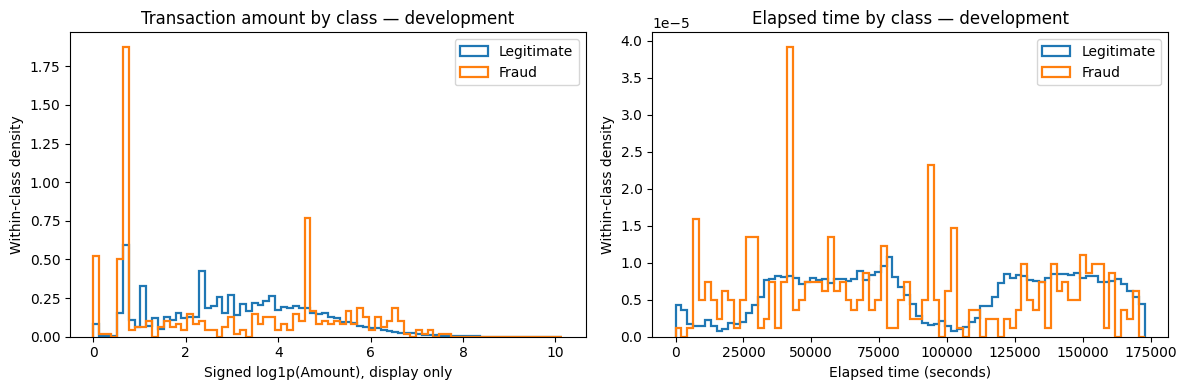 Transaction amount by class — development
Within-class density
1.75
1.50
1.25
1.00
0.75
0.50
0.25
0.00
0
2
4
6
8
10
Signed log1p(Amount), display only
Legitimate
Fraud
Elapsed time by class — development
1e−5
Within-class density
4.0
3.5
3.0
2.5
2.0
1.5
1.0
0.5
0.0
0
25000
50000
75000
100000
125000
150000
175000
Elapsed time (seconds)
Legitimate
Fraud